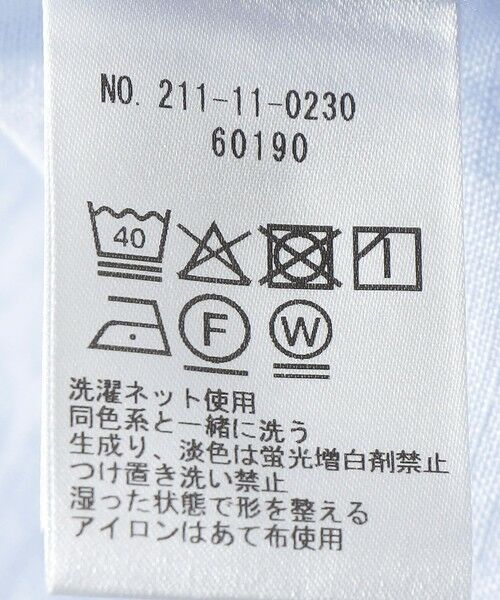 NO. 211-11-0230
60190
40
F W
洗濯ネット使用
同色系と一緒に洗う
生成り、淡色は蛍光増白剤禁止
つけ置き洗い禁止
湿った状態で形を整える
アイロンはあて布使用